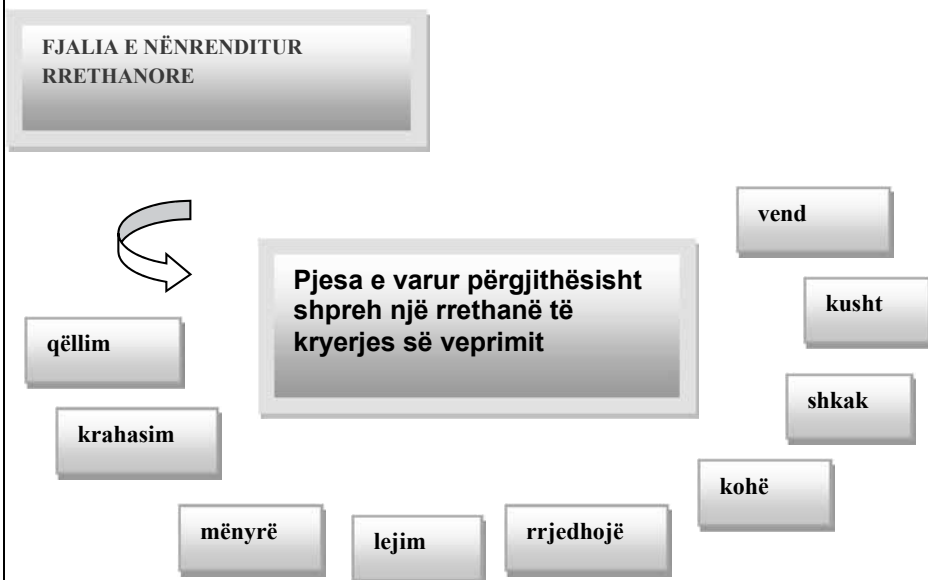 FJALIA E NËNRENDITUR
RRETHANORE
vend
Pjesa e varur përgjithësisht
shpreh një rrethanë të
kryerjes së veprimit
kusht
qëllim
shkak
krahasim
kohë
mënyrë
lejim
rrjedhojë